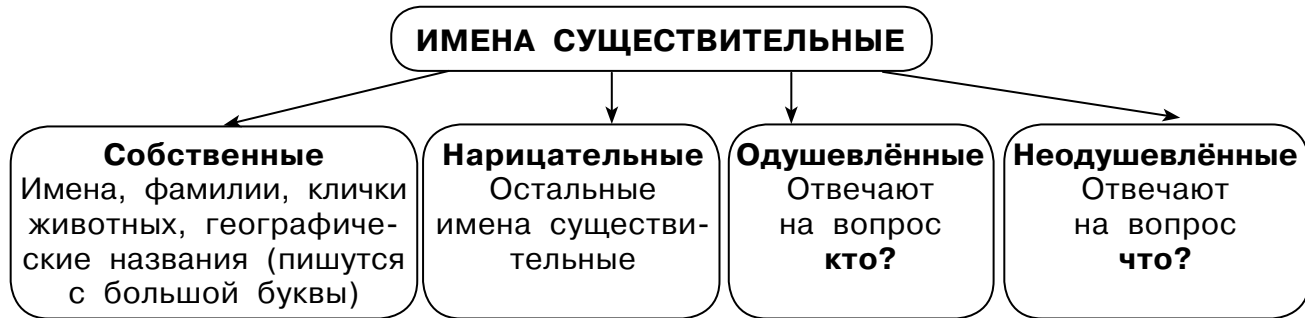 ИМЕНА СУЩЕСТВИТЕЛЬНЫЕ
Собственные
Имена, фамилии, клички
животных, географиче-
ские названия (пишутся
с большой буквы)
Нарицательные
Остальные
имена существи-
тельные
Одушевлённые
Отвечают
на вопрос
кто?
Неодушевлённые
Отвечают
на вопрос
что?